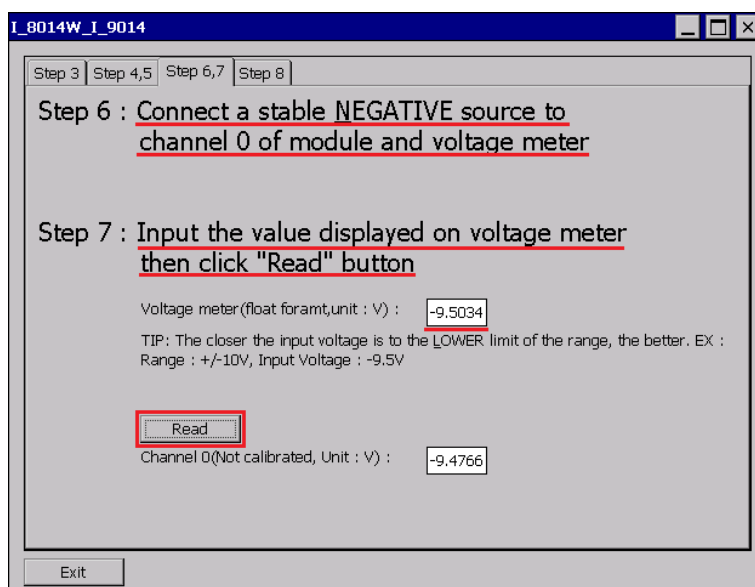 I_8014W_I_9014
Step 3 Step 4,5 Step 6,7 Step 8
Step 6 : Connect a stable NEGATIVE source to
channel 0 of module and voltage meter
Step 7 : Input the value displayed on voltage meter
then click "Read" button
Voltage meter(float foramt,unit : V) : -9.5034
TIP: The closer the input voltage is to the LOWER limit of the range, the better. EX :
Range : +/-10V, Input Voltage : -9.5V
Read
Channel 0(Not calibrated, Unit : V) : -9.4766
Exit